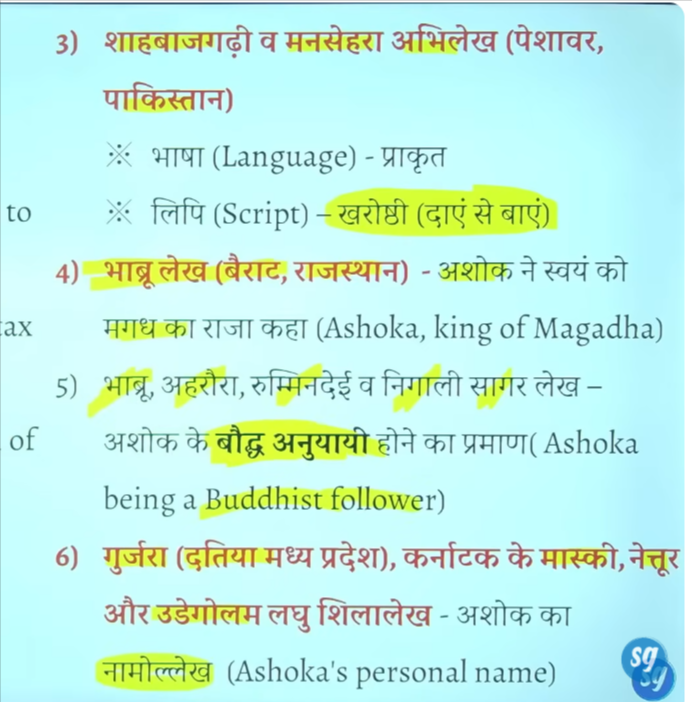 3) शाहबाजगढ़ी व मनसेहरा अभिलेख (पेशावर,
पाकिस्तान)
※ भाषा (Language) - प्राकृत
to
※ लिपि (Script) – खरोष्ठी (दाएं से बाएं)
4) भाब्रू लेख (बैराट, राजस्थान) - अशोक ने स्वयं को
tax
मगध का राजा कहा (Ashoka, king of Magadha)
5) भाब्रू, अहरौरा, रुम्मिनदेई व निगाली सागर लेख –
of
अशोक के बौद्ध अनुयायी होने का प्रमाण( Ashoka
being a Buddhist follower)
6) गुर्जरा (दतिया मध्य प्रदेश), कर्नाटक के मास्की, नेत्तूर
और उडेगोलम लघु शिलालेख - अशोक का
नामोल्लेख (Ashoka's personal name)
sg
sg